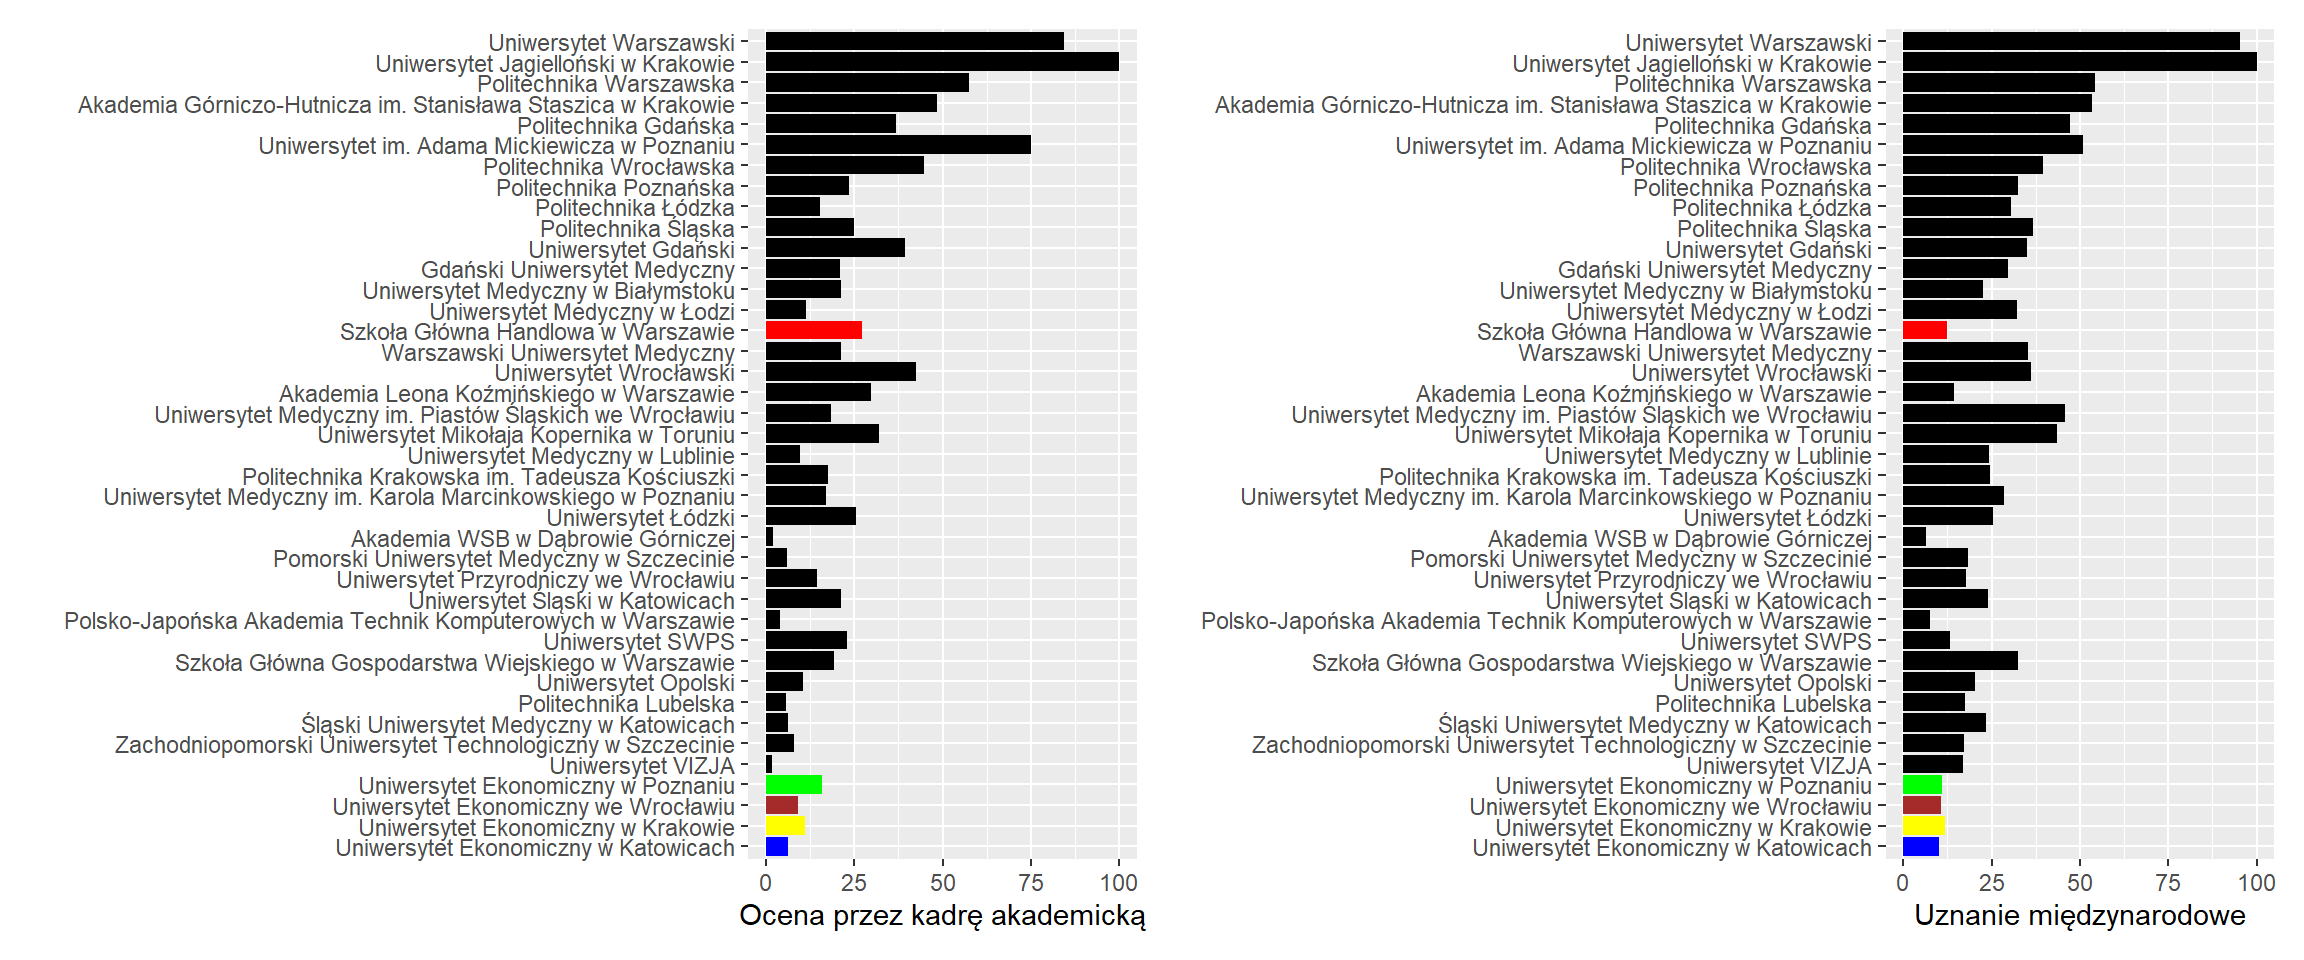 Uniwersytet Warszawski
Uniwersytet Jagielloński w Krakowie
Politechnika Warszawska
Akademia Górniczo-Hutnicza im. Stanisława Staszica w Krakowie
Politechnika Gdańska
Uniwersytet im. Adama Mickiewicza w Poznaniu
Politechnika Wrocławska
Politechnika Poznańska
Politechnika Łódzka
Politechnika Śląska
Uniwersytet Gdański
Gdański Uniwersytet Medyczny
Uniwersytet Medyczny w Białymstoku
Uniwersytet Medyczny w Łodzi
Szkoła Główna Handlowa w Warszawie
Warszawski Uniwersytet Medyczny
Uniwersytet Wrocławski
Akademia Leona Koźmińskiego w Warszawie
Uniwersytet Medyczny im. Piastów Śląskich we Wrocławiu
Uniwersytet Mikołaja Kopernika w Toruniu
Uniwersytet Medyczny w Lublinie
Politechnika Krakowska im. Tadeusza Kościuszki
Uniwersytet Medyczny im. Karola Marcinkowskiego w Poznaniu
Uniwersytet Łódzki
Akademia WSB w Dąbrowie Górniczej
Pomorski Uniwersytet Medyczny w Szczecinie
Uniwersytet Przyrodniczy we Wrocławiu
Uniwersytet Śląski w Katowicach
Polsko-Japońska Akademia Technik Komputerowych w Warszawie
Uniwersytet SWPS
Szkoła Główna Gospodarstwa Wiejskiego w Warszawie
Uniwersytet Opolski
Politechnika Lubelska
Śląski Uniwersytet Medyczny w Katowicach
Zachodniopomorski Uniwersytet Technologiczny w Szczecinie
Uniwersytet VIZJA
Uniwersytet Ekonomiczny w Poznaniu
Uniwersytet Ekonomiczny we Wrocławiu
Uniwersytet Ekonomiczny w Krakowie
Uniwersytet Ekonomiczny w Katowicach
0 25 50 75 100
Ocena przez kadrę akademicką
Uniwersytet Warszawski
Uniwersytet Jagielloński w Krakowie
Politechnika Warszawska
Akademia Górniczo-Hutnicza im. Stanisława Staszica w Krakowie
Politechnika Gdańska
Uniwersytet im. Adama Mickiewicza w Poznaniu
Politechnika Wrocławska
Politechnika Poznańska
Politechnika Łódzka
Politechnika Śląska
Uniwersytet Gdański
Gdański Uniwersytet Medyczny
Uniwersytet Medyczny w Białymstoku
Uniwersytet Medyczny w Łodzi
Szkoła Główna Handlowa w Warszawie
Warszawski Uniwersytet Medyczny
Uniwersytet Wrocławski
Akademia Leona Koźmińskiego w Warszawie
Uniwersytet Medyczny im. Piastów Śląskich we Wrocławiu
Uniwersytet Mikołaja Kopernika w Toruniu
Uniwersytet Medyczny w Lublinie
Politechnika Krakowska im. Tadeusza Kościuszki
Uniwersytet Medyczny im. Karola Marcinkowskiego w Poznaniu
Uniwersytet Łódzki
Akademia WSB w Dąbrowie Górniczej
Pomorski Uniwersytet Medyczny w Szczecinie
Uniwersytet Przyrodniczy we Wrocławiu
Uniwersytet Śląski w Katowicach
Polsko-Japońska Akademia Technik Komputerowych w Warszawie
Uniwersytet SWPS
Szkoła Główna Gospodarstwa Wiejskiego w Warszawie
Uniwersytet Opolski
Politechnika Lubelska
Śląski Uniwersytet Medyczny w Katowicach
Zachodniopomorski Uniwersytet Technologiczny w Szczecinie
Uniwersytet VIZJA
Uniwersytet Ekonomiczny w Poznaniu
Uniwersytet Ekonomiczny we Wrocławiu
Uniwersytet Ekonomiczny w Krakowie
Uniwersytet Ekonomiczny w Katowicach
0 25 50 75 100
Uznanie międzynarodowe